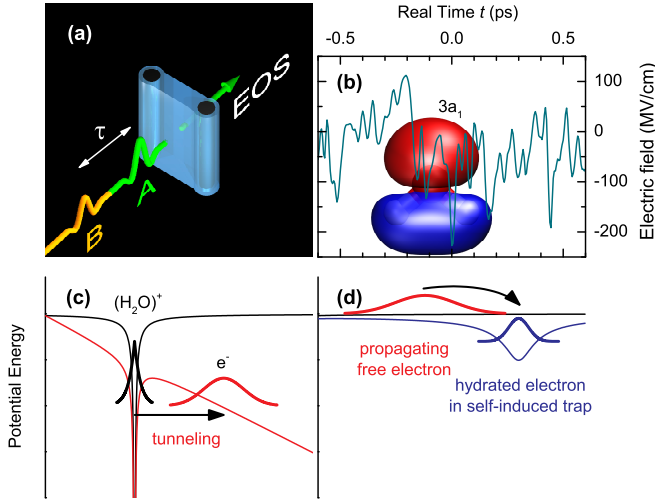 Real Time t (ps)
-0.5 0.0 0.5
(a)
EOS
τ
A
B
(b)
3a₁
100
0
-100
-200
Electric field (MV/cm)
(c)
(H₂O)⁺
e⁻
tunneling
Potential Energy
(d)
propagating
free electron
hydrated electron
in self-induced trap